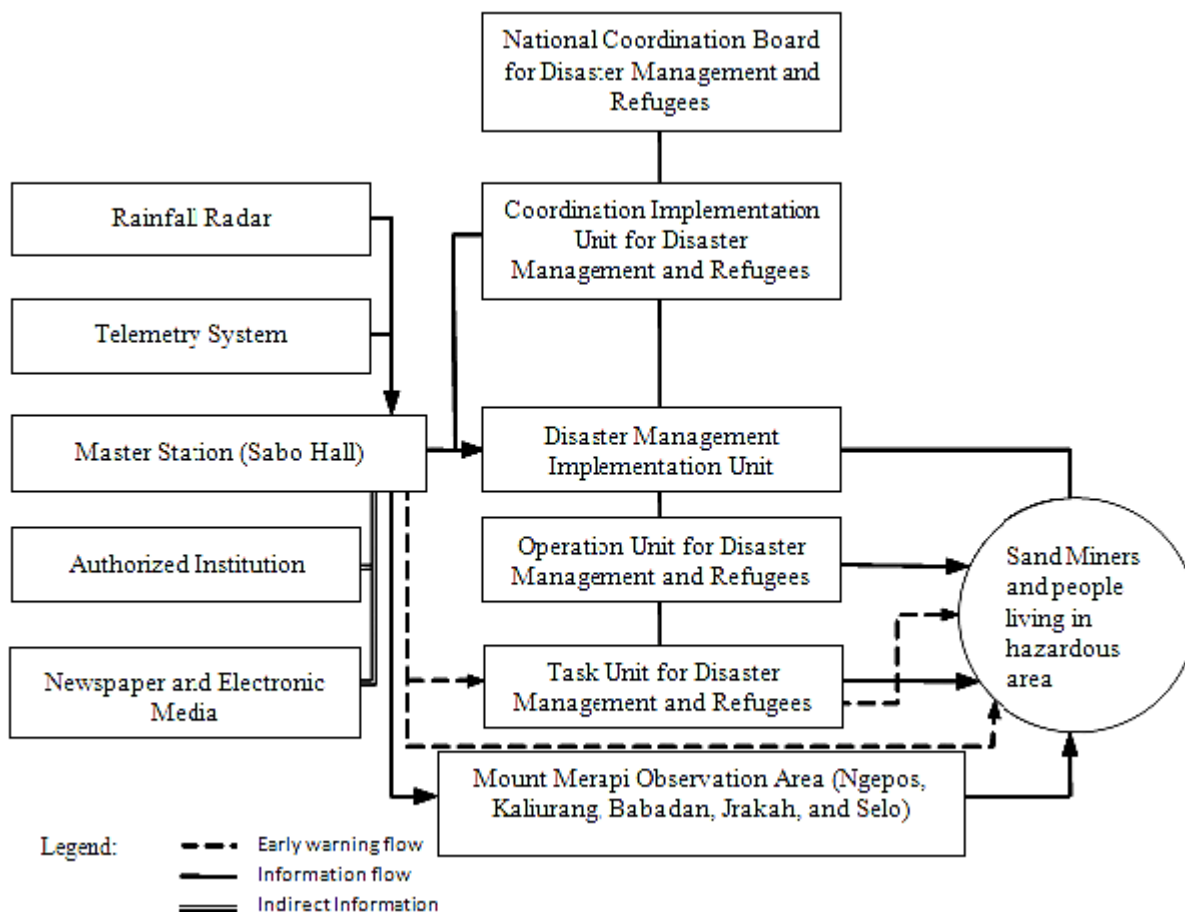 National Coordination Board
for Disaster Management and
Refugees
Rainfall Radar
Coordination Implementation
Unit for Disaster
Management and Refugees
Telemetry System
Master Station (Sabo Hall)
Disaster Management
Implementation Unit
Authorized Institution
Operation Unit for Disaster
Management and Refugees
Sand Miners
and people
living in
hazardous
area
Newspaper and Electronic
Media
Task Unit for Disaster
Management and Refugees
Mount Merapi Observation Area (Ngepos,
Kaliurang, Babadan, Jrakah, and Selo)
Legend:
Early warning flow
Information flow
Indirect Information